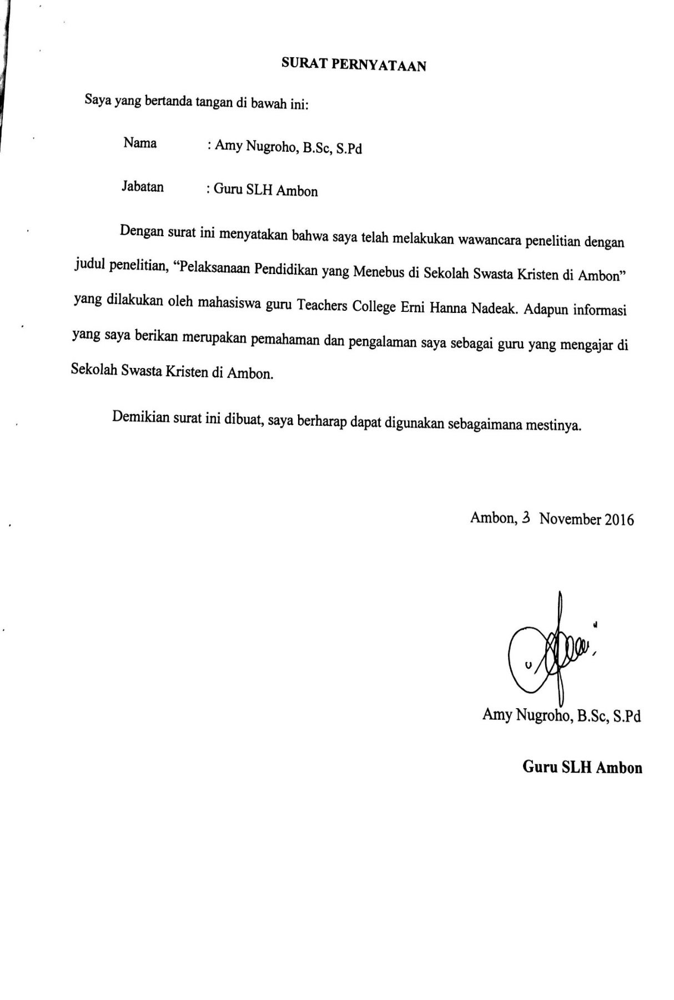 SURAT PERNYATAAN
Saya yang bertanda tangan di bawah ini:
Nama : Amy Nugroho, B.Sc, S.Pd
Jabatan : Guru SLH Ambon
Dengan surat ini menyatakan bahwa saya telah melakukan wawancara penelitian dengan
judul penelitian, “Pelaksanaan Pendidikan yang Menebus di Sekolah Swasta Kristen di Ambon”
yang dilakukan oleh mahasiswa guru Teachers College Erni Hanna Nadeak. Adapun informasi
yang saya berikan merupakan pemahaman dan pengalaman saya sebagai guru yang mengajar di
Sekolah Swasta Kristen di Ambon.
Demikian surat ini dibuat, saya berharap dapat digunakan sebagaimana mestinya.
Ambon, 3 November 2016
Amy Nugroho, B.Sc, S.Pd
Guru SLH Ambon